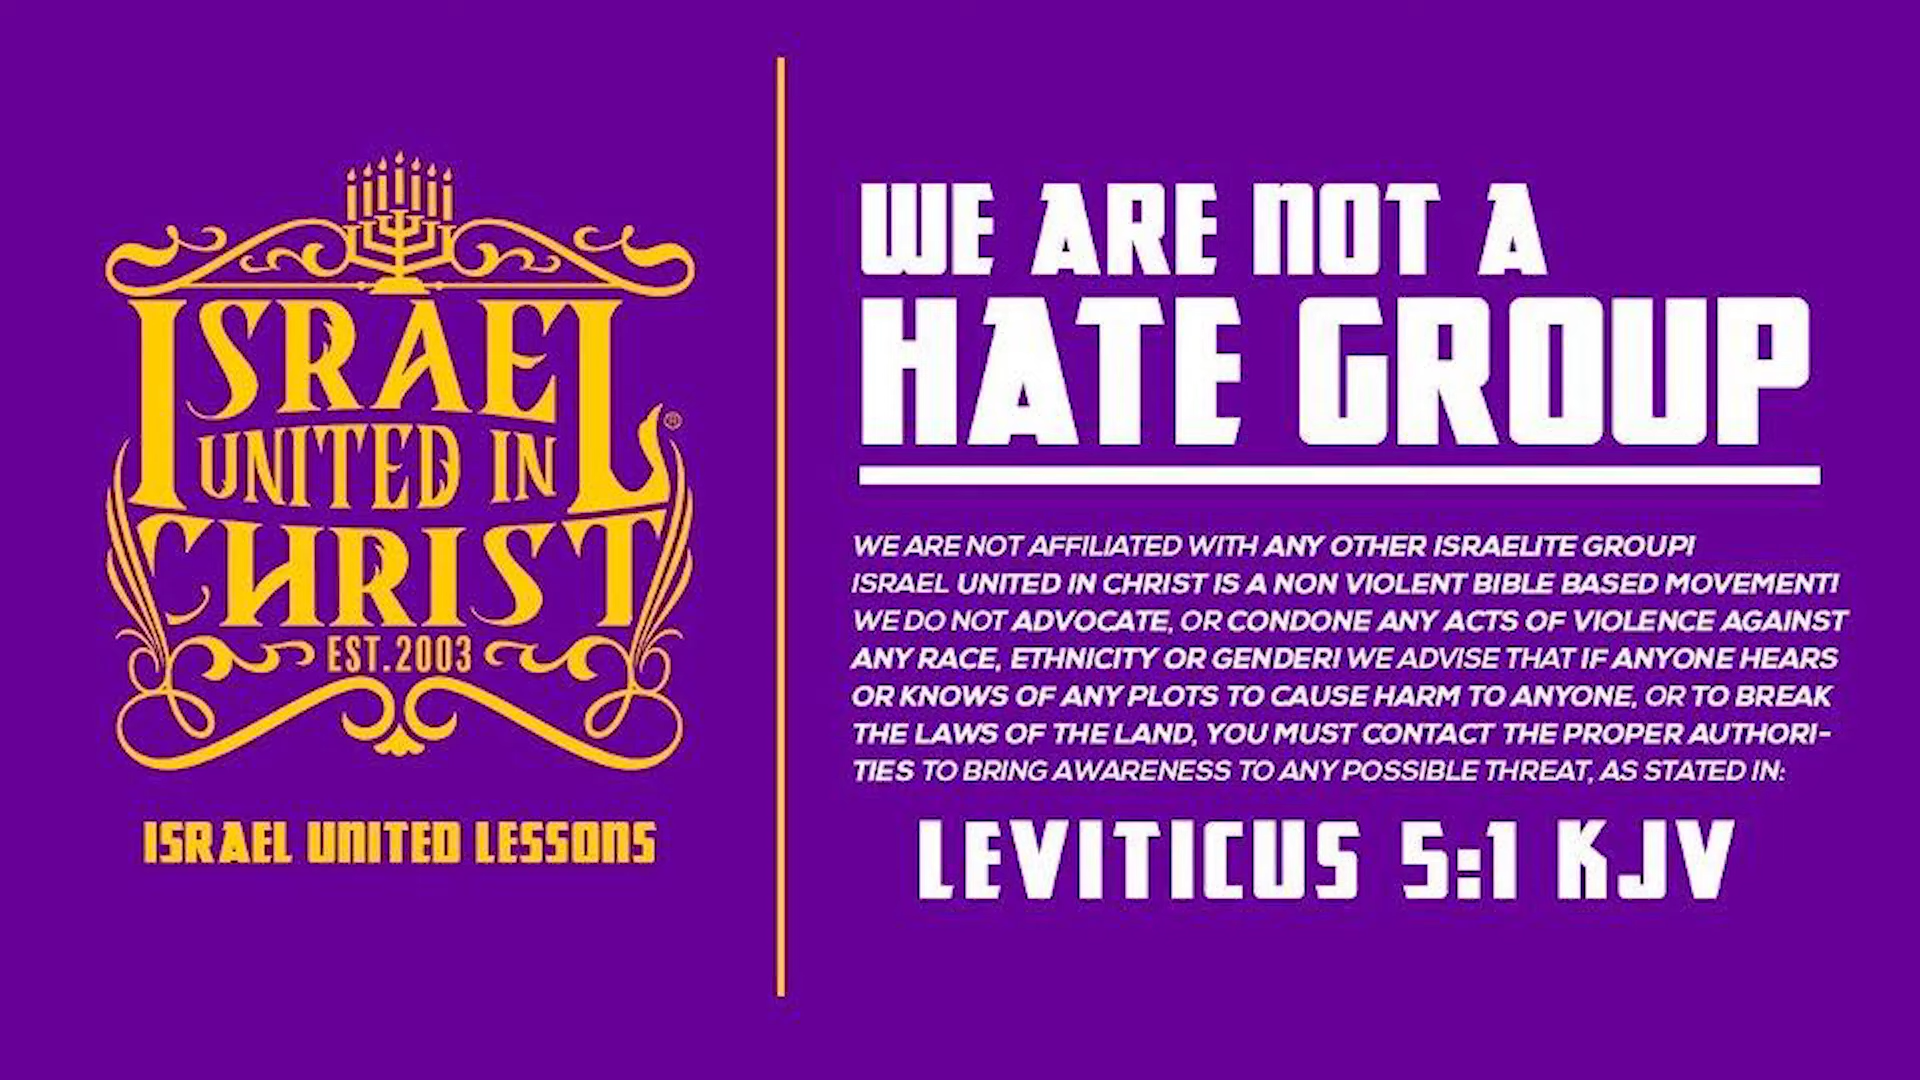 ISRAEL
UNITED IN
CHRIST
®
EST.2003
ISRAEL UNITED LESSONS
WE ARE NOT A
HATE GROUP
WE ARE NOT AFFILIATED WITH ANY OTHER ISRAELITE GROUP!
ISRAEL UNITED IN CHRIST IS A NON VIOLENT BIBLE BASED MOVEMENT!
WE DO NOT ADVOCATE, OR CONDONE ANY ACTS OF VIOLENCE AGAINST
ANY RACE, ETHNICITY OR GENDER! WE ADVISE THAT IF ANYONE HEARS
OR KNOWS OF ANY PLOTS TO CAUSE HARM TO ANYONE, OR TO BREAK
THE LAWS OF THE LAND, YOU MUST CONTACT THE PROPER AUTHORI-
TIES TO BRING AWARENESS TO ANY POSSIBLE THREAT, AS STATED IN:
LEVITICUS 5:1 KJV